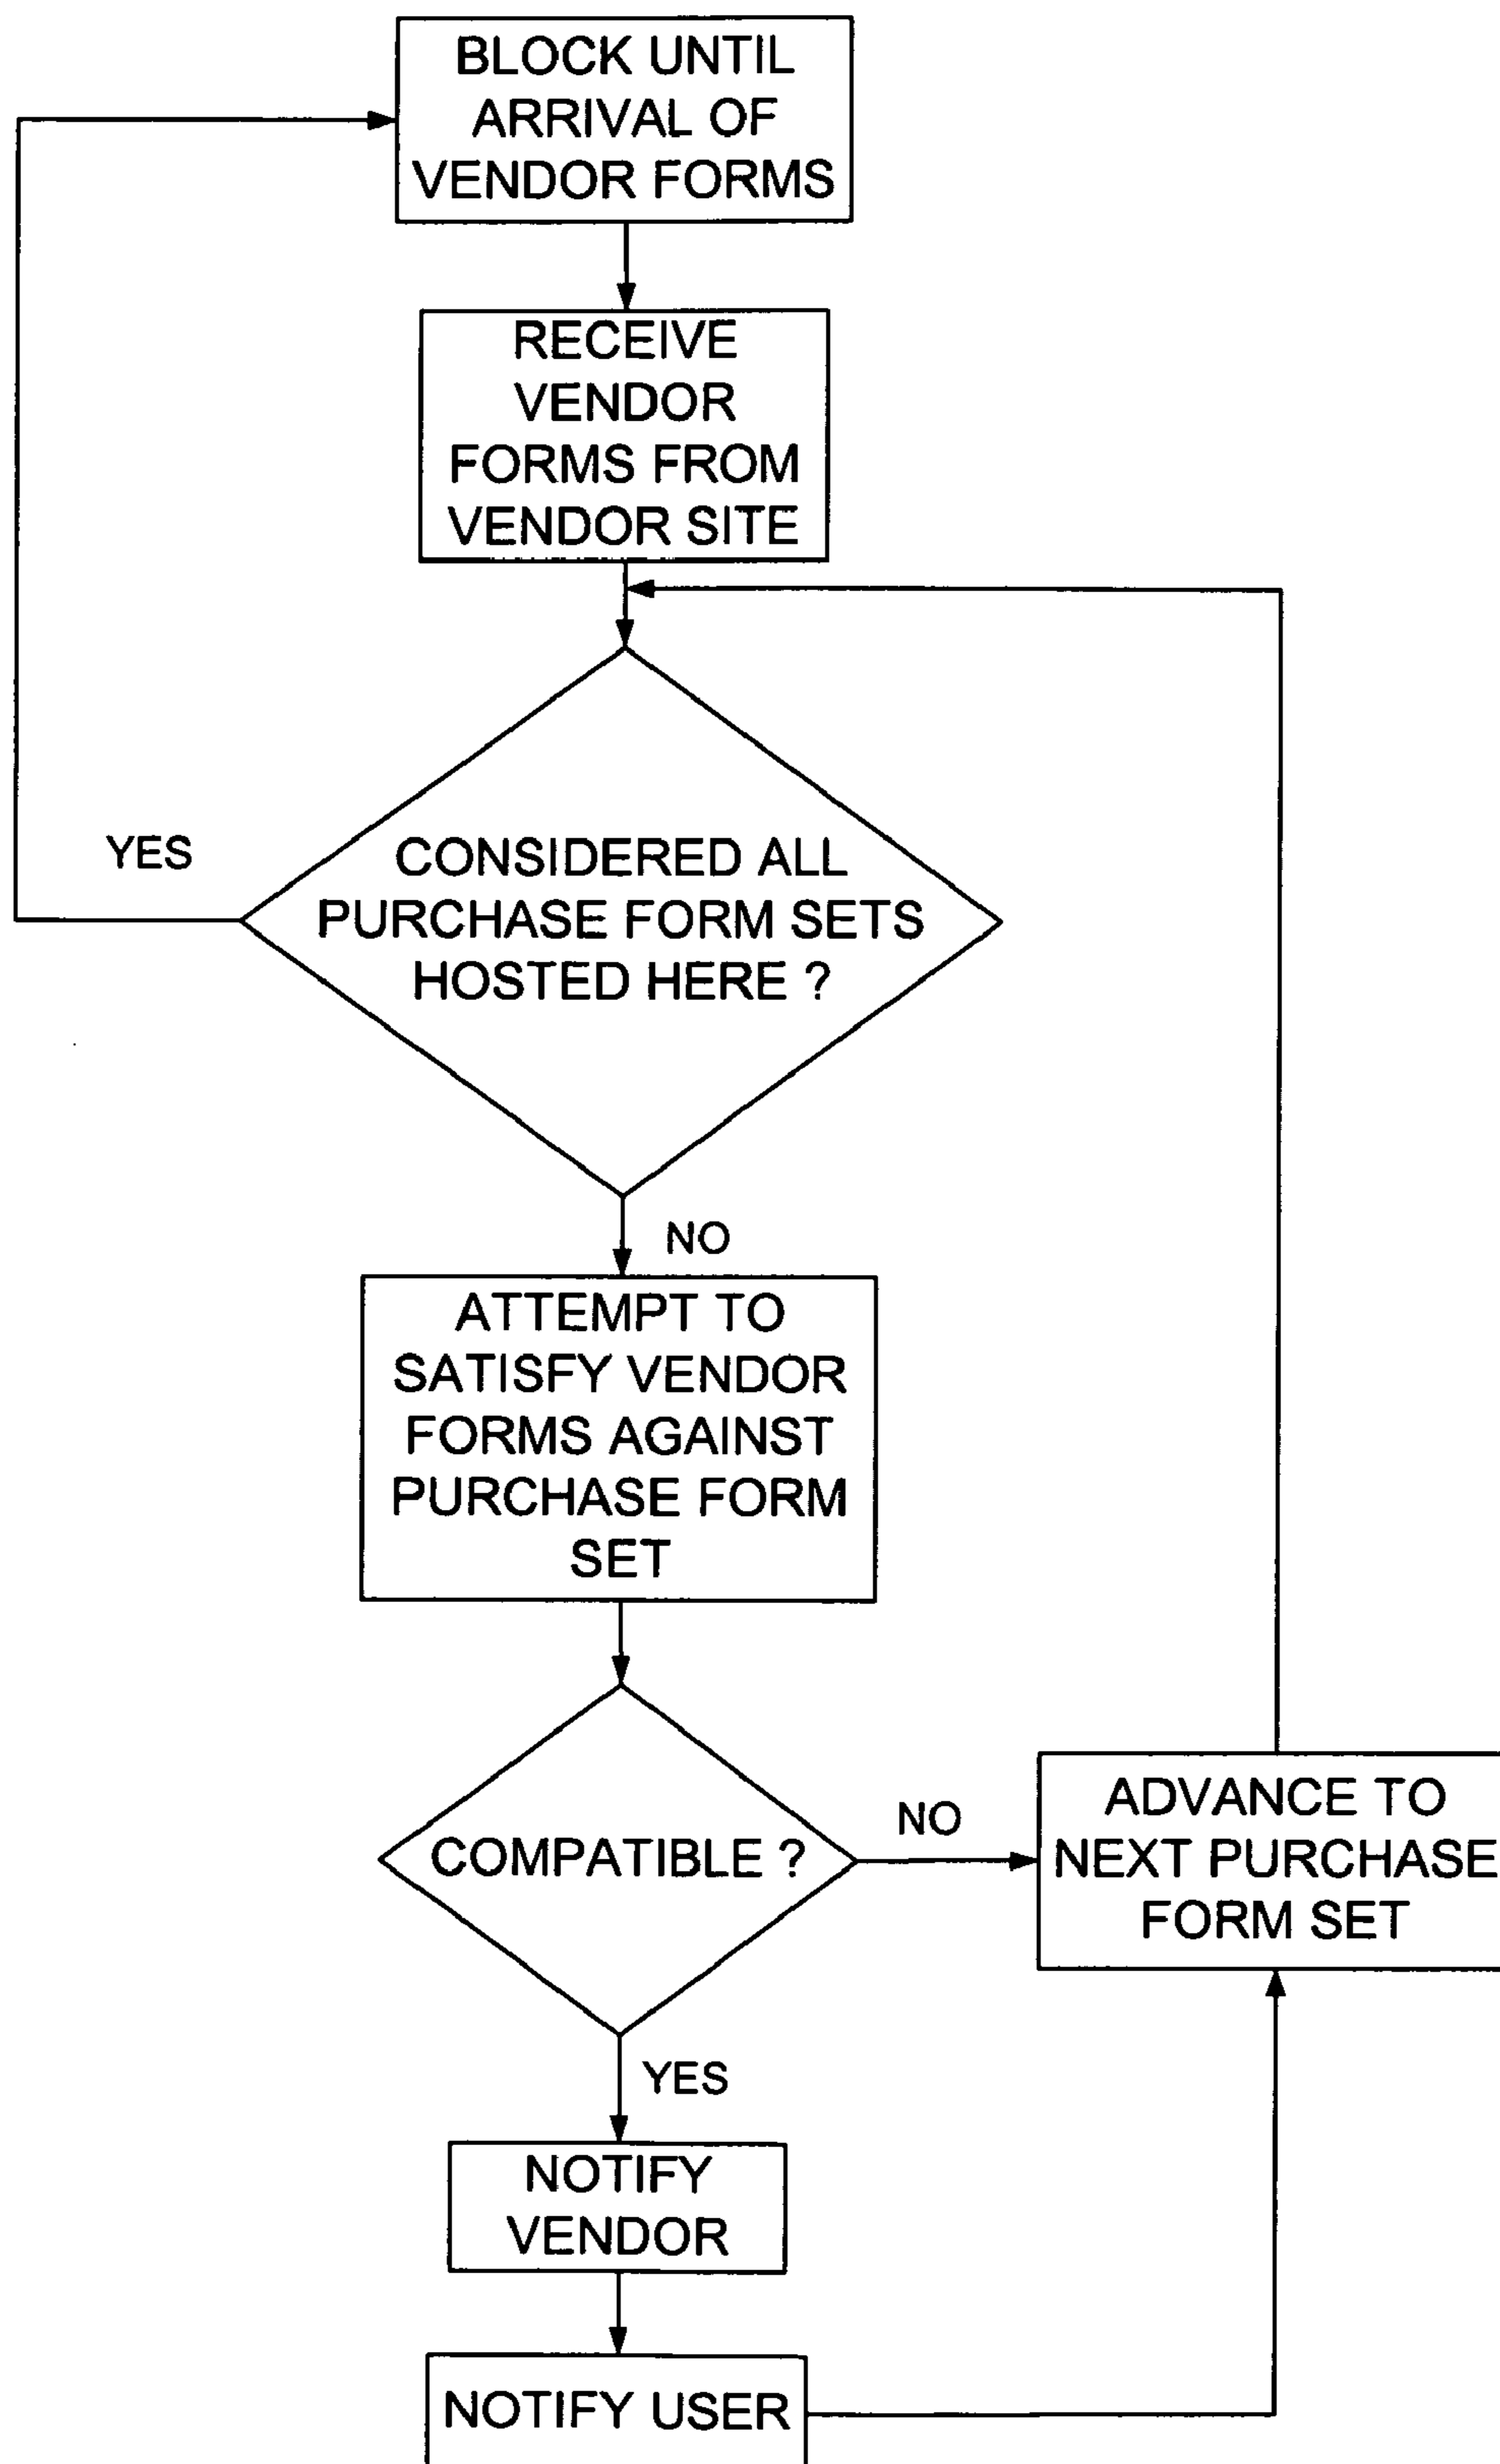 BLOCK UNTIL
ARRIVAL OF
VENDOR FORMS
RECEIVE
VENDOR
FORMS FROM
VENDOR SITE
YES
CONSIDERED ALL
PURCHASE FORM SETS
HOSTED HERE ?
NO
ATTEMPT TO
SATISFY VENDOR
FORMS AGAINST
PURCHASE FORM
SET
COMPATIBLE ?
NO
ADVANCE TO
NEXT PURCHASE
FORM SET
YES
NOTIFY
VENDOR
NOTIFY USER